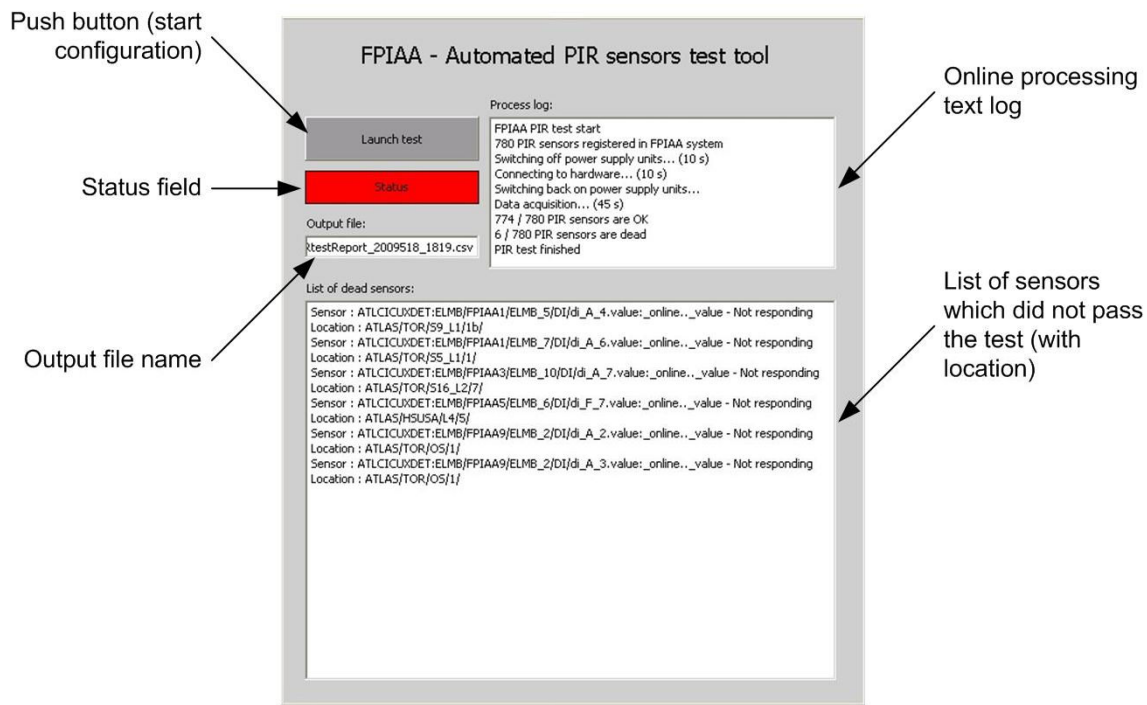 Push button (start
configuration)
Status field
Output file name
FPIAA - Automated PIR sensors test tool
Launch test
Status
Output file:
RtestReport_2009518_1819.csv
Process log:
FPIAA PIR test start
780 PIR sensors registered in FPIAA system
Switching off power supply units... (10 s)
Connecting to hardware... (10 s)
Switching back on power supply units...
Data acquisition... (45 s)
774 / 780 PIR sensors are OK
6 / 780 PIR sensors are dead
PIR test finished
List of dead sensors:
Sensor : ATLCICUXDET:ELMB/FPIAA1/ELMB_5/DI/di_A_4.value:_online.._value - Not responding
Location : ATLAS/TOR/S9_L1/1b/
Sensor : ATLCICUXDET:ELMB/FPIAA1/ELMB_7/DI/di_A_6.value:_online.._value - Not responding
Location : ATLAS/TOR/S5_L1/1/
Sensor : ATLCICUXDET:ELMB/FPIAA3/ELMB_10/DI/di_A_7.value:_online.._value - Not responding
Location : ATLAS/TOR/S16_L2/7/
Sensor : ATLCICUXDET:ELMB/FPIAA5/ELMB_6/DI/di_F_7.value:_online.._value - Not responding
Location : ATLAS/HSUSA/L4/5/
Sensor : ATLCICUXDET:ELMB/FPIAA9/ELMB_2/DI/di_A_2.value:_online.._value - Not responding
Location : ATLAS/TOR/OS/1/
Sensor : ATLCICUXDET:ELMB/FPIAA9/ELMB_2/DI/di_A_3.value:_online.._value - Not responding
Location : ATLAS/TOR/OS/1/
Online processing
text log
List of sensors
which did not pass
the test (with
location)